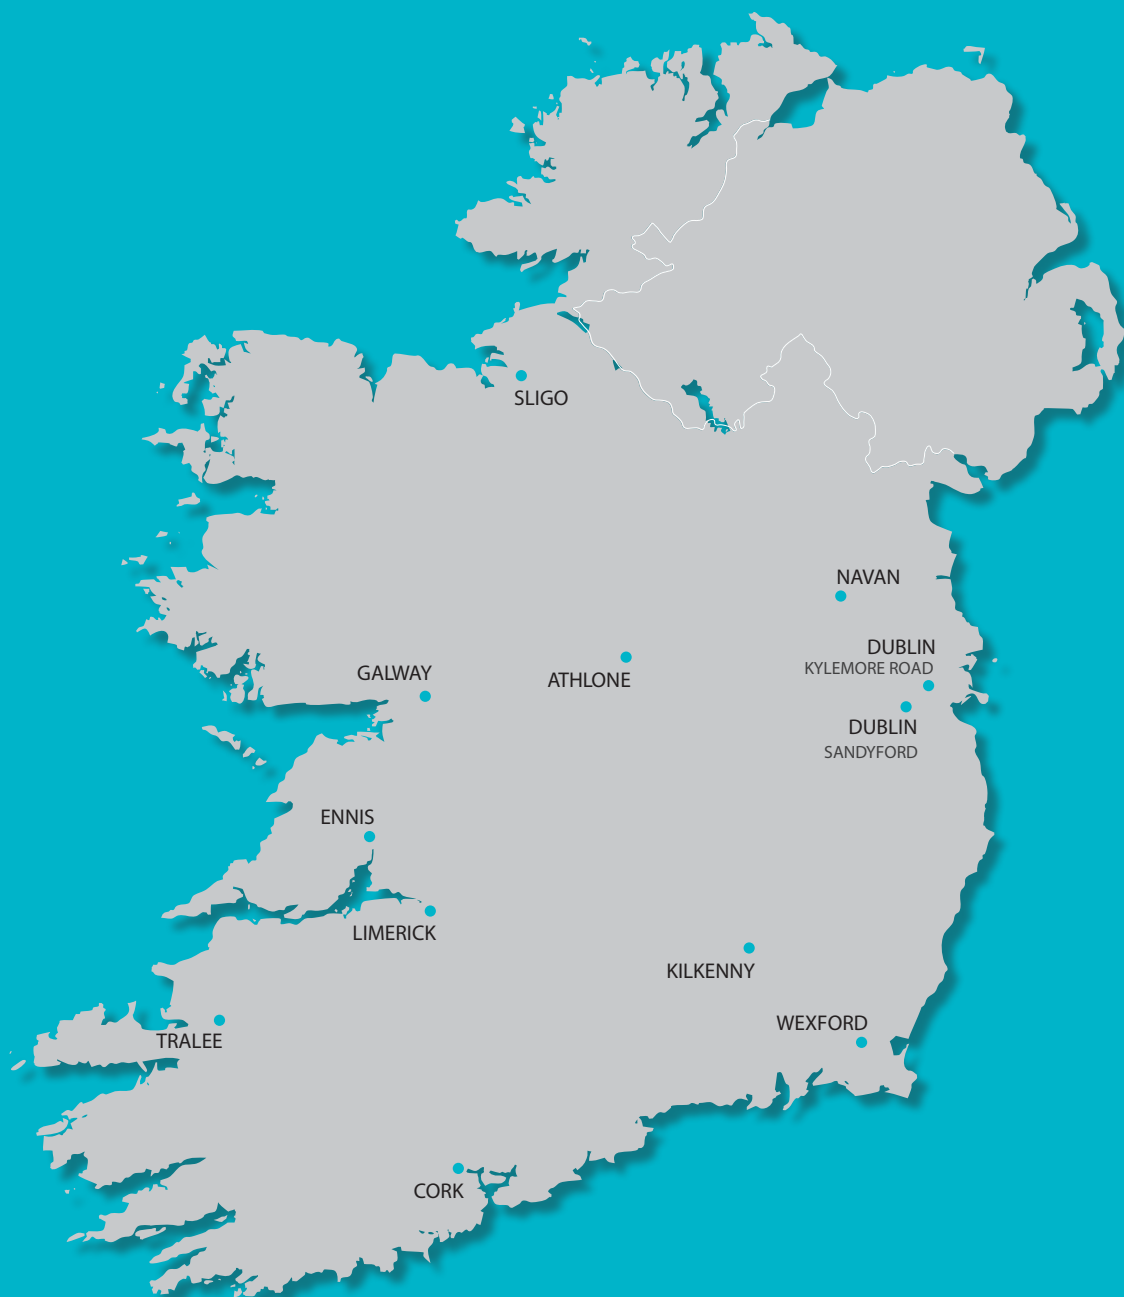 SLIGO
NAVAN
DUBLIN
KYLEMORE ROAD
GALWAY
ATHLONE
DUBLIN
SANDYFORD
ENNIS
LIMERICK
KILKENNY
WEXFORD
TRALEE
CORK